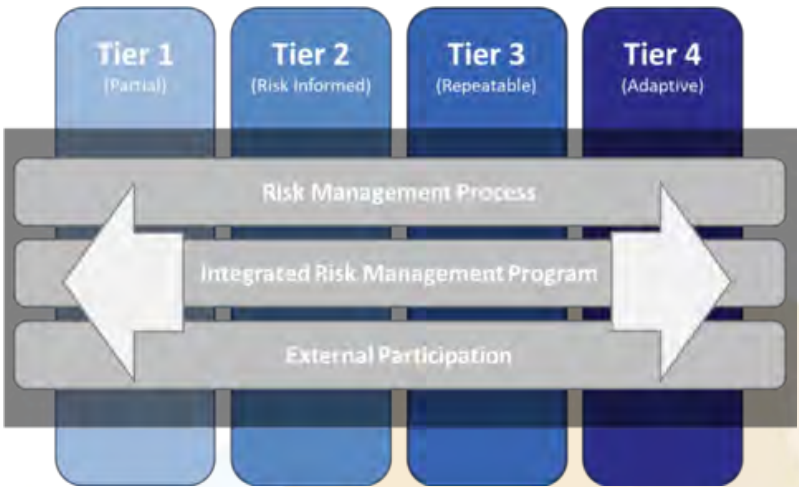 Tier 1
(Partial)
Tier 2
(Risk Informed)
Tier 3
(Repeatable)
Tier 4
(Adaptive)
Risk Management Process
Integrated Risk Management Program
External Participation